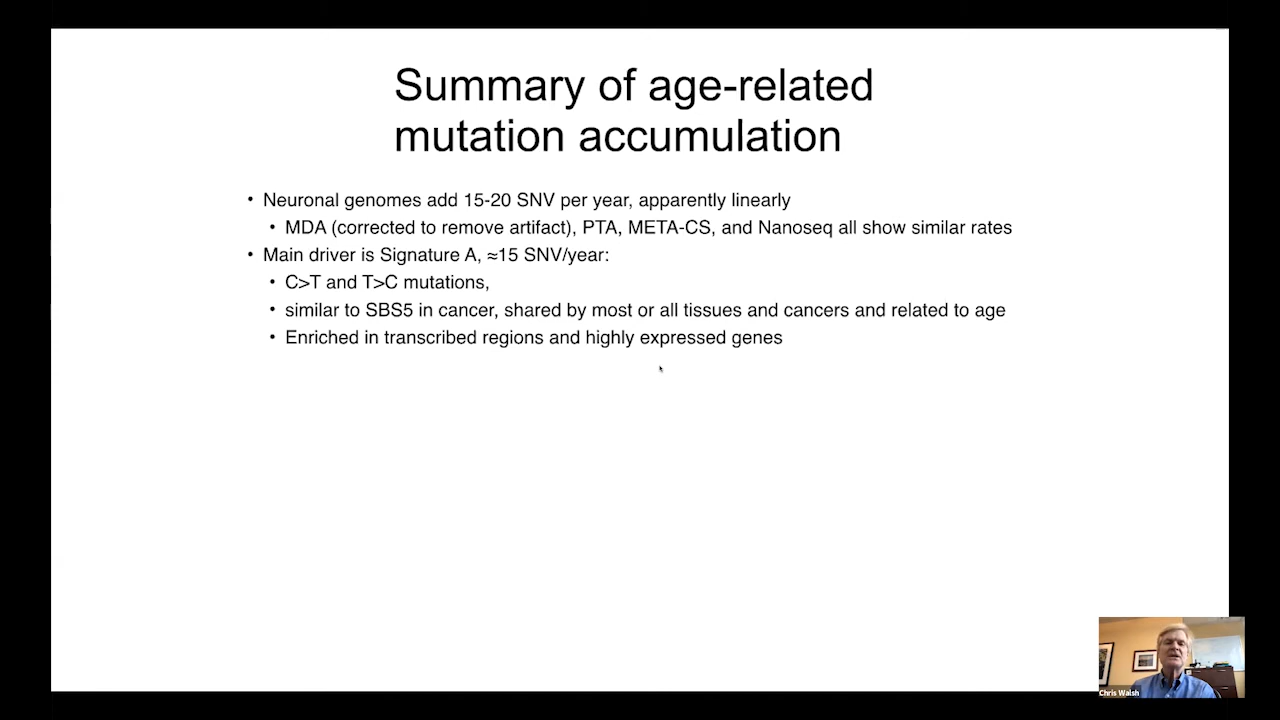 Summary of age-related
mutation accumulation
• Neuronal genomes add 15-20 SNV per year, apparently linearly
• MDA (corrected to remove artifact), PTA, META-CS, and Nanoseq all show similar rates
• Main driver is Signature A, ≈15 SNV/year:
• C>T and T>C mutations,
• similar to SBS5 in cancer, shared by most or all tissues and cancers and related to age
• Enriched in transcribed regions and highly expressed genes
Chris Walsh